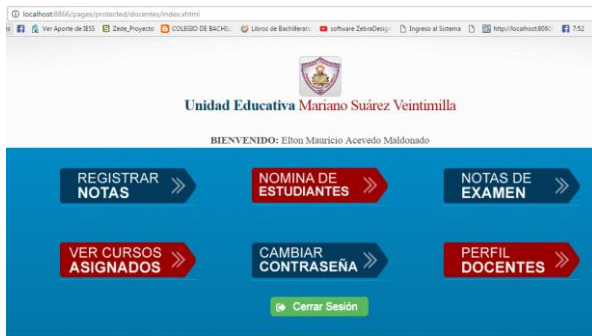 localhost:8866/pages/protected/docentes/index.xhtml
Ver Aporte de IESS Zede_Proyecto COLEGIO DE BACHIL Libros de Bachillerato software ZebraDesign Ingreso al Sistema http://localhost:8080 7:52
Unidad Educativa Mariano Suárez Veintimilla
BIENVENIDO: Elton Mauricio Acevedo Maldonado
REGISTRAR
NOTAS
NOMINA DE
ESTUDIANTES
NOTAS DE
EXAMEN
VER CURSOS
ASIGNADOS
CAMBIAR
CONTRASEÑA
PERFIL
DOCENTES
Cerrar Sesión